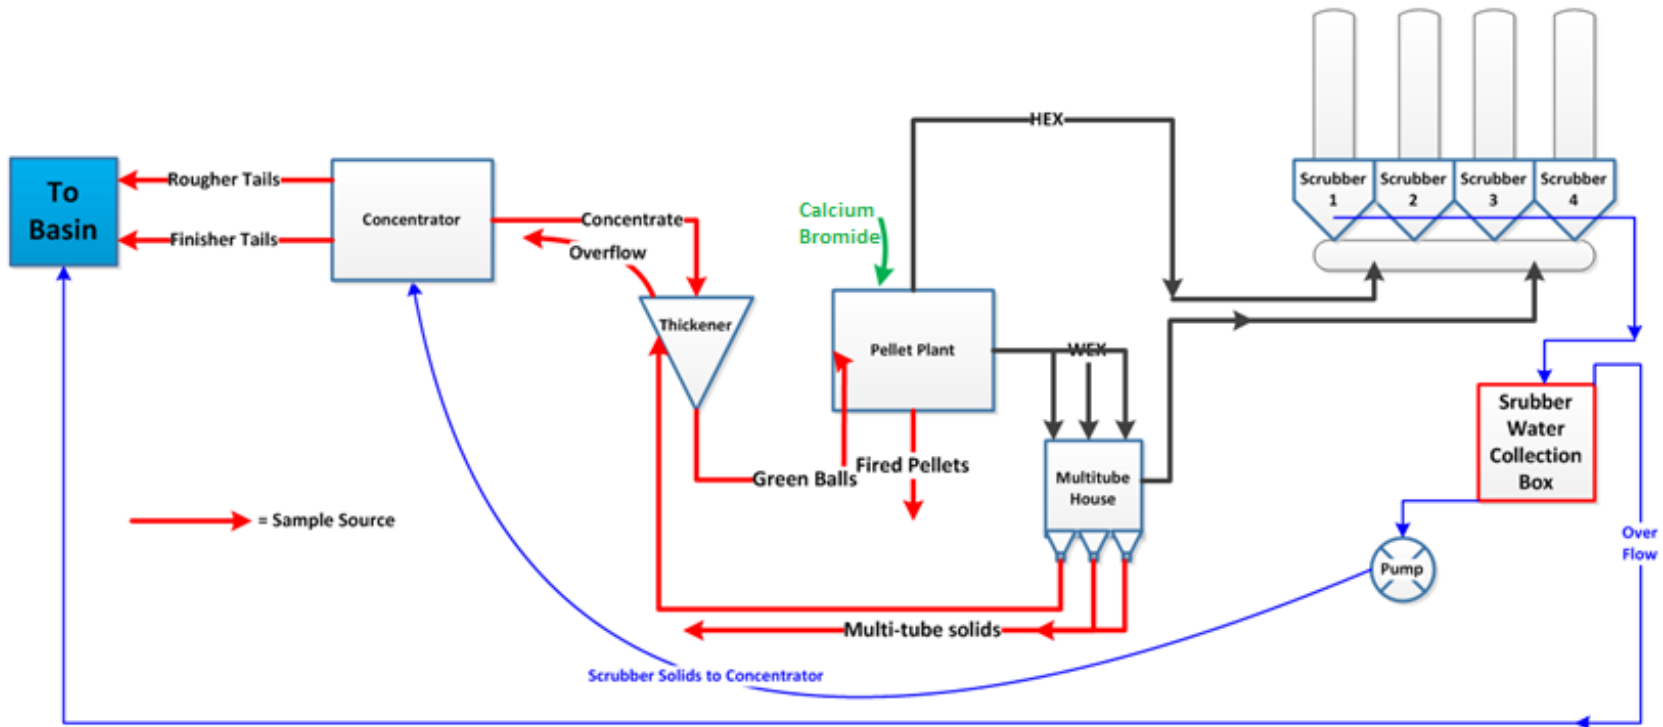 HEX
Rougher Tails
Finisher Tails
To
Basin
Concentrator
Concentrate
Overflow
Thickener
Calcium
Bromide
Pellet Plant
WEX
Scrubber
1
Scrubber
2
Scrubber
3
Scrubber
4
Srubber
Water
Collection
Box
Green Balls
Fired Pellets
Multitube
House
= Sample Source
Over
Flow
Pump
Multi-tube solids
Scrubber Solids to Concentrator